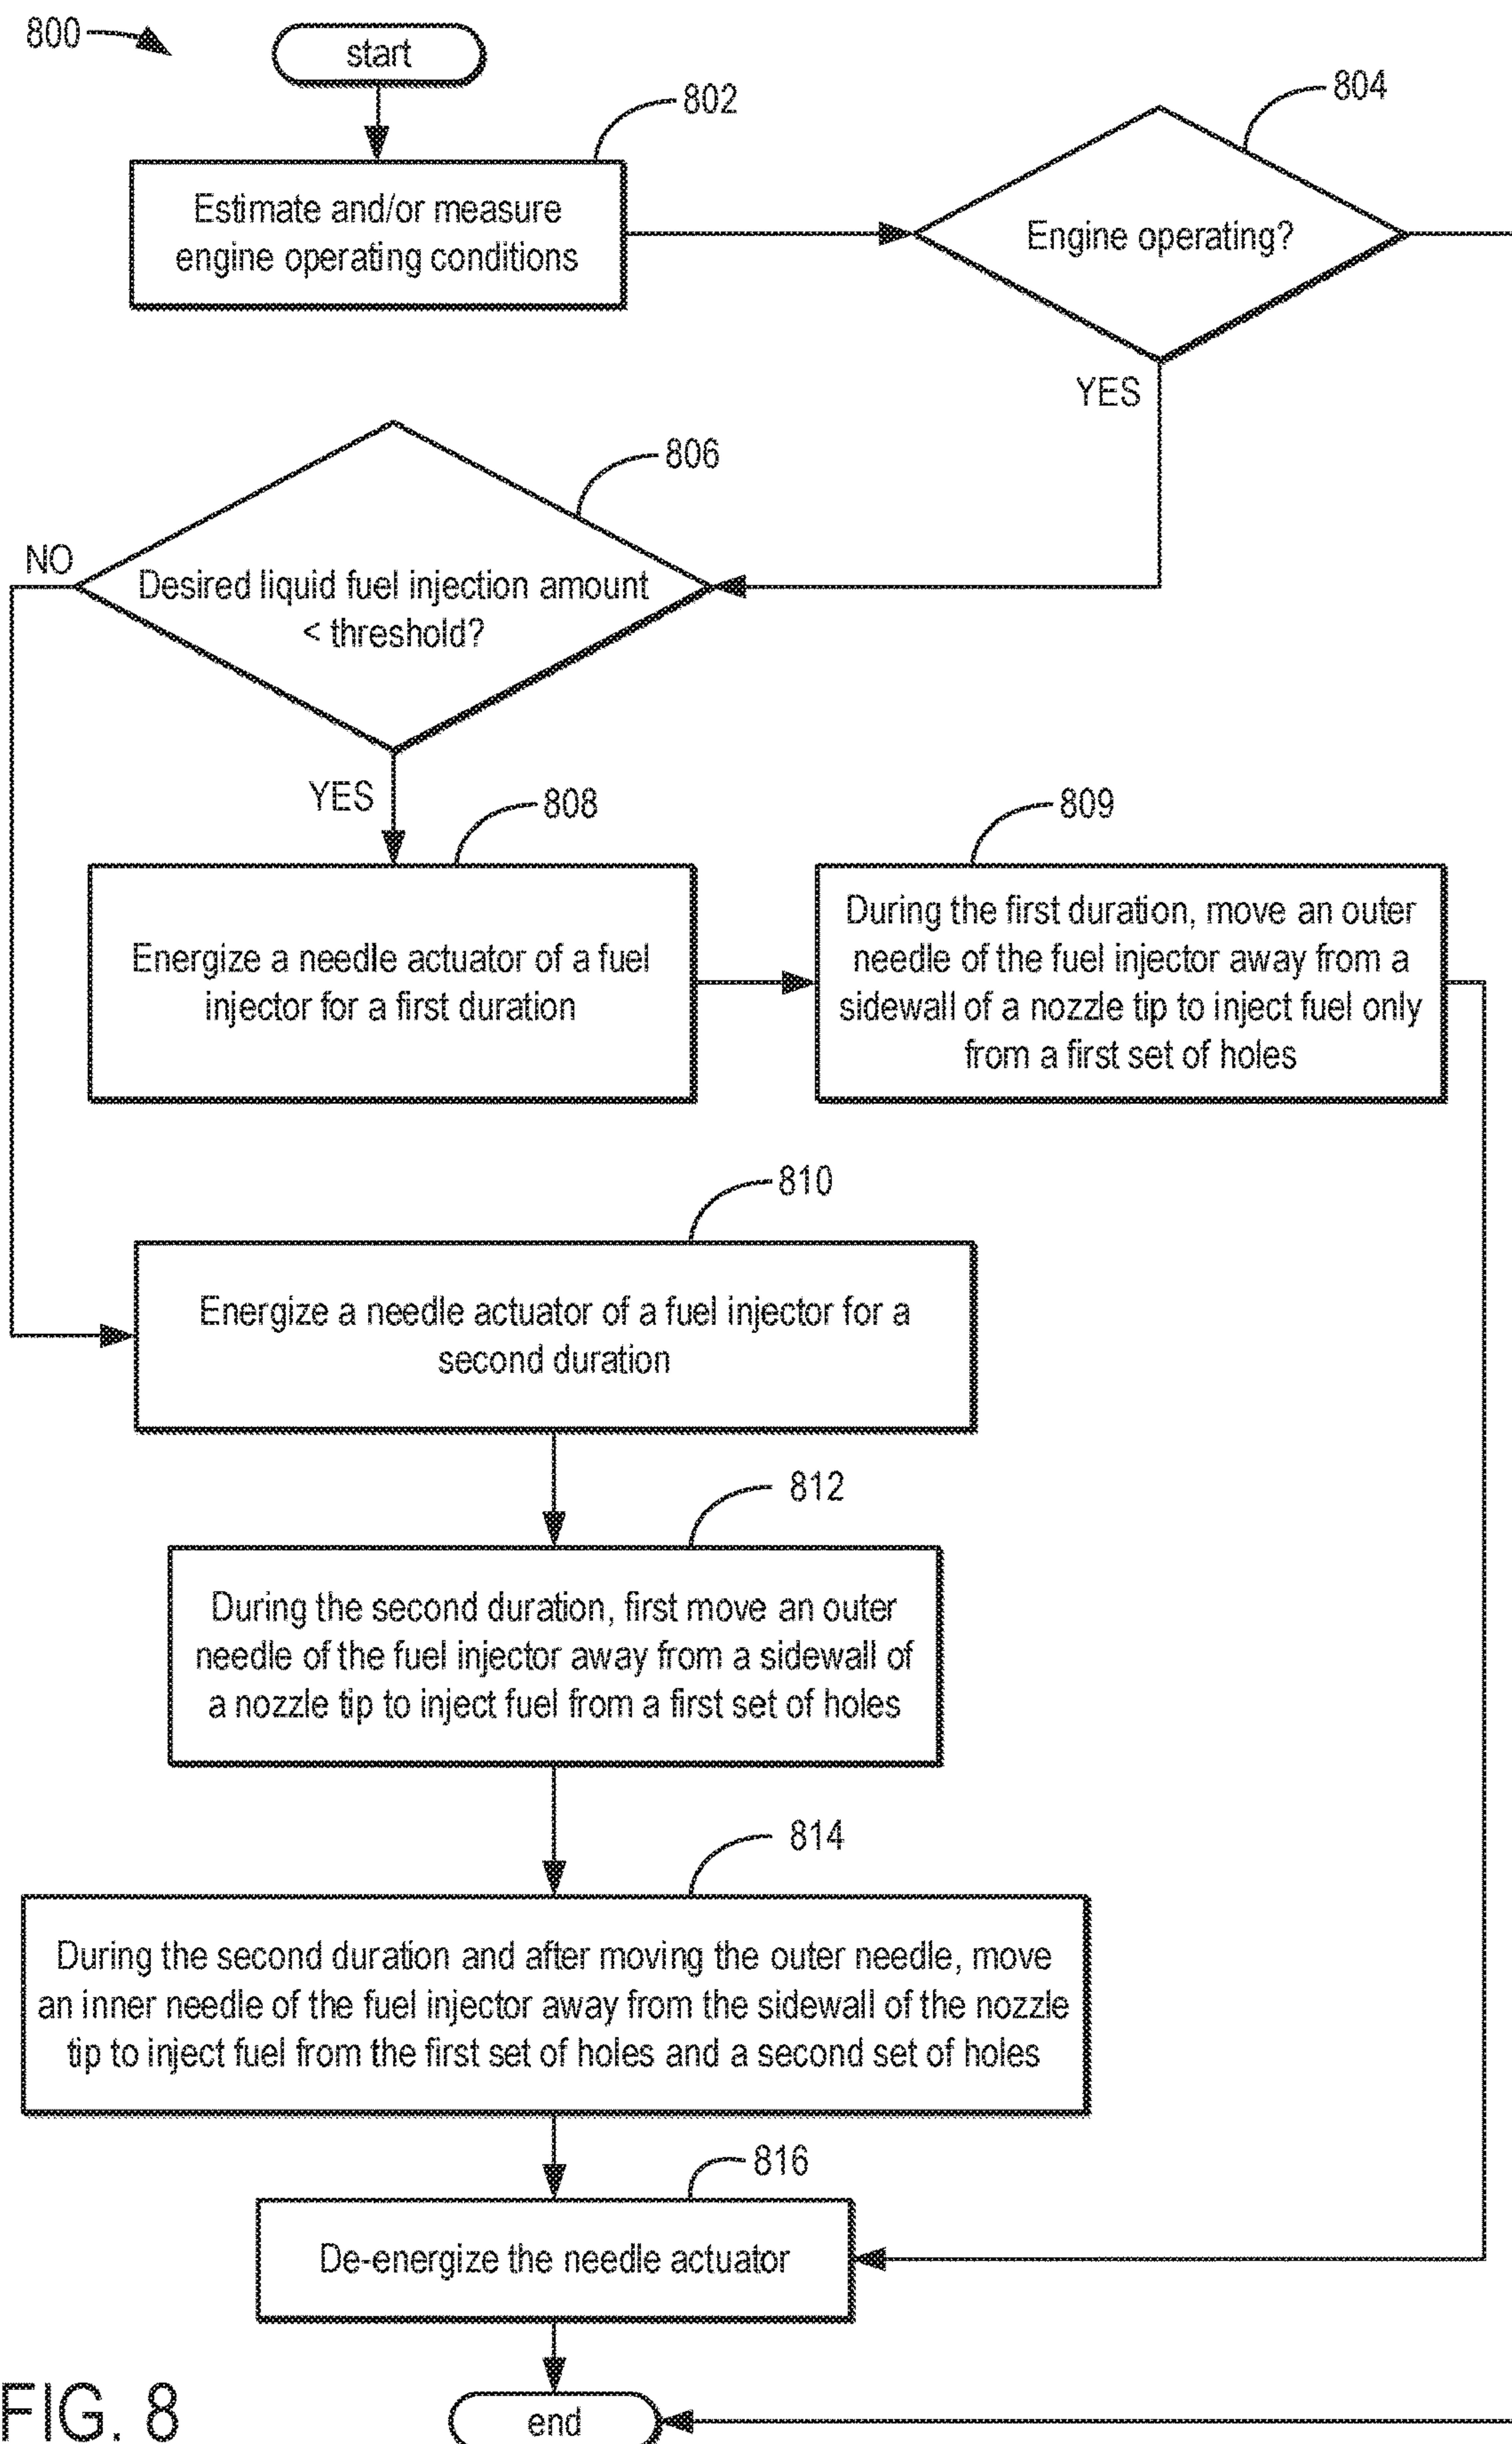 800
start
802
Estimate and/or measure
engine operating conditions
804
Engine operating?
YES
806
NO
Desired liquid fuel injection amount
< threshold?
YES
808
Energize a needle actuator of a fuel
injector for a first duration
809
During the first duration, move an outer
needle of the fuel injector away from a
sidewall of a nozzle tip to inject fuel only
from a first set of holes
810
Energize a needle actuator of a fuel injector for a
second duration
812
During the second duration, first move an outer
needle of the fuel injector away from a sidewall of
a nozzle tip to inject fuel from a first set of holes
814
During the second duration and after moving the outer needle, move
an inner needle of the fuel injector away from the sidewall of the nozzle
tip to inject fuel from the first set of holes and a second set of holes
816
De-energize the needle actuator
end
FIG. 8